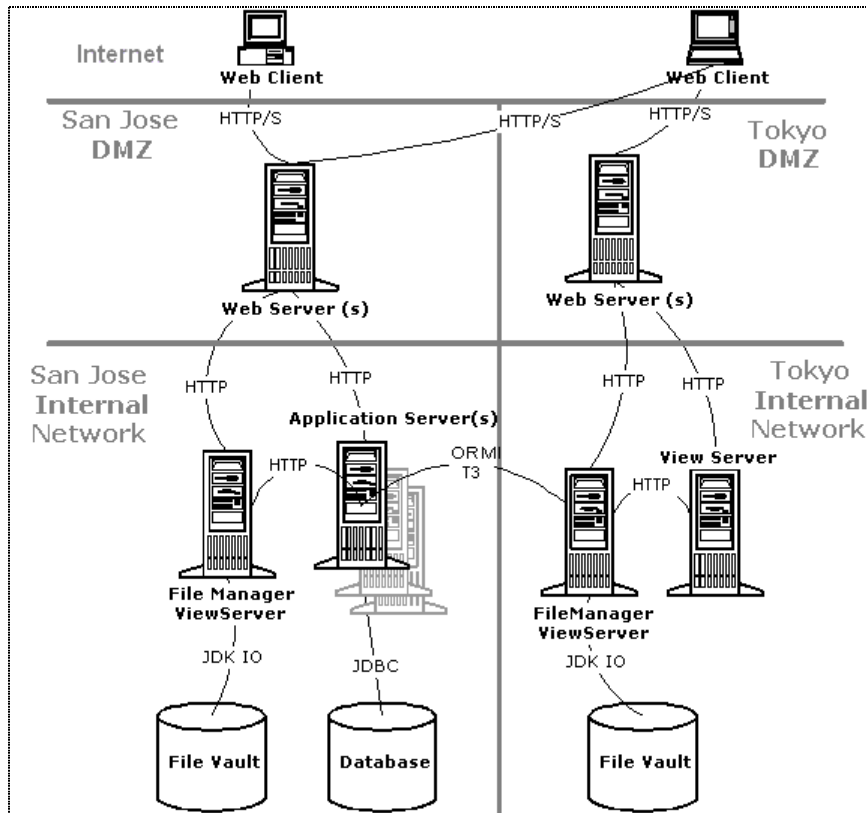 Internet
Web Client
Web Client
HTTP/S
HTTP/S
HTTP/S
San Jose
DMZ
Tokyo
DMZ
Web Server (s)
Web Server (s)
San Jose
Internal
Network
HTTP
HTTP
HTTP
HTTP
Tokyo
Internal
Network
Application Server(s)
View Server
HTTP
ORMI
T3
HTTP
File Manager
ViewServer
FileManager
ViewServer
JDK IO
JDBC
JDK IO
File Vault
Database
File Vault